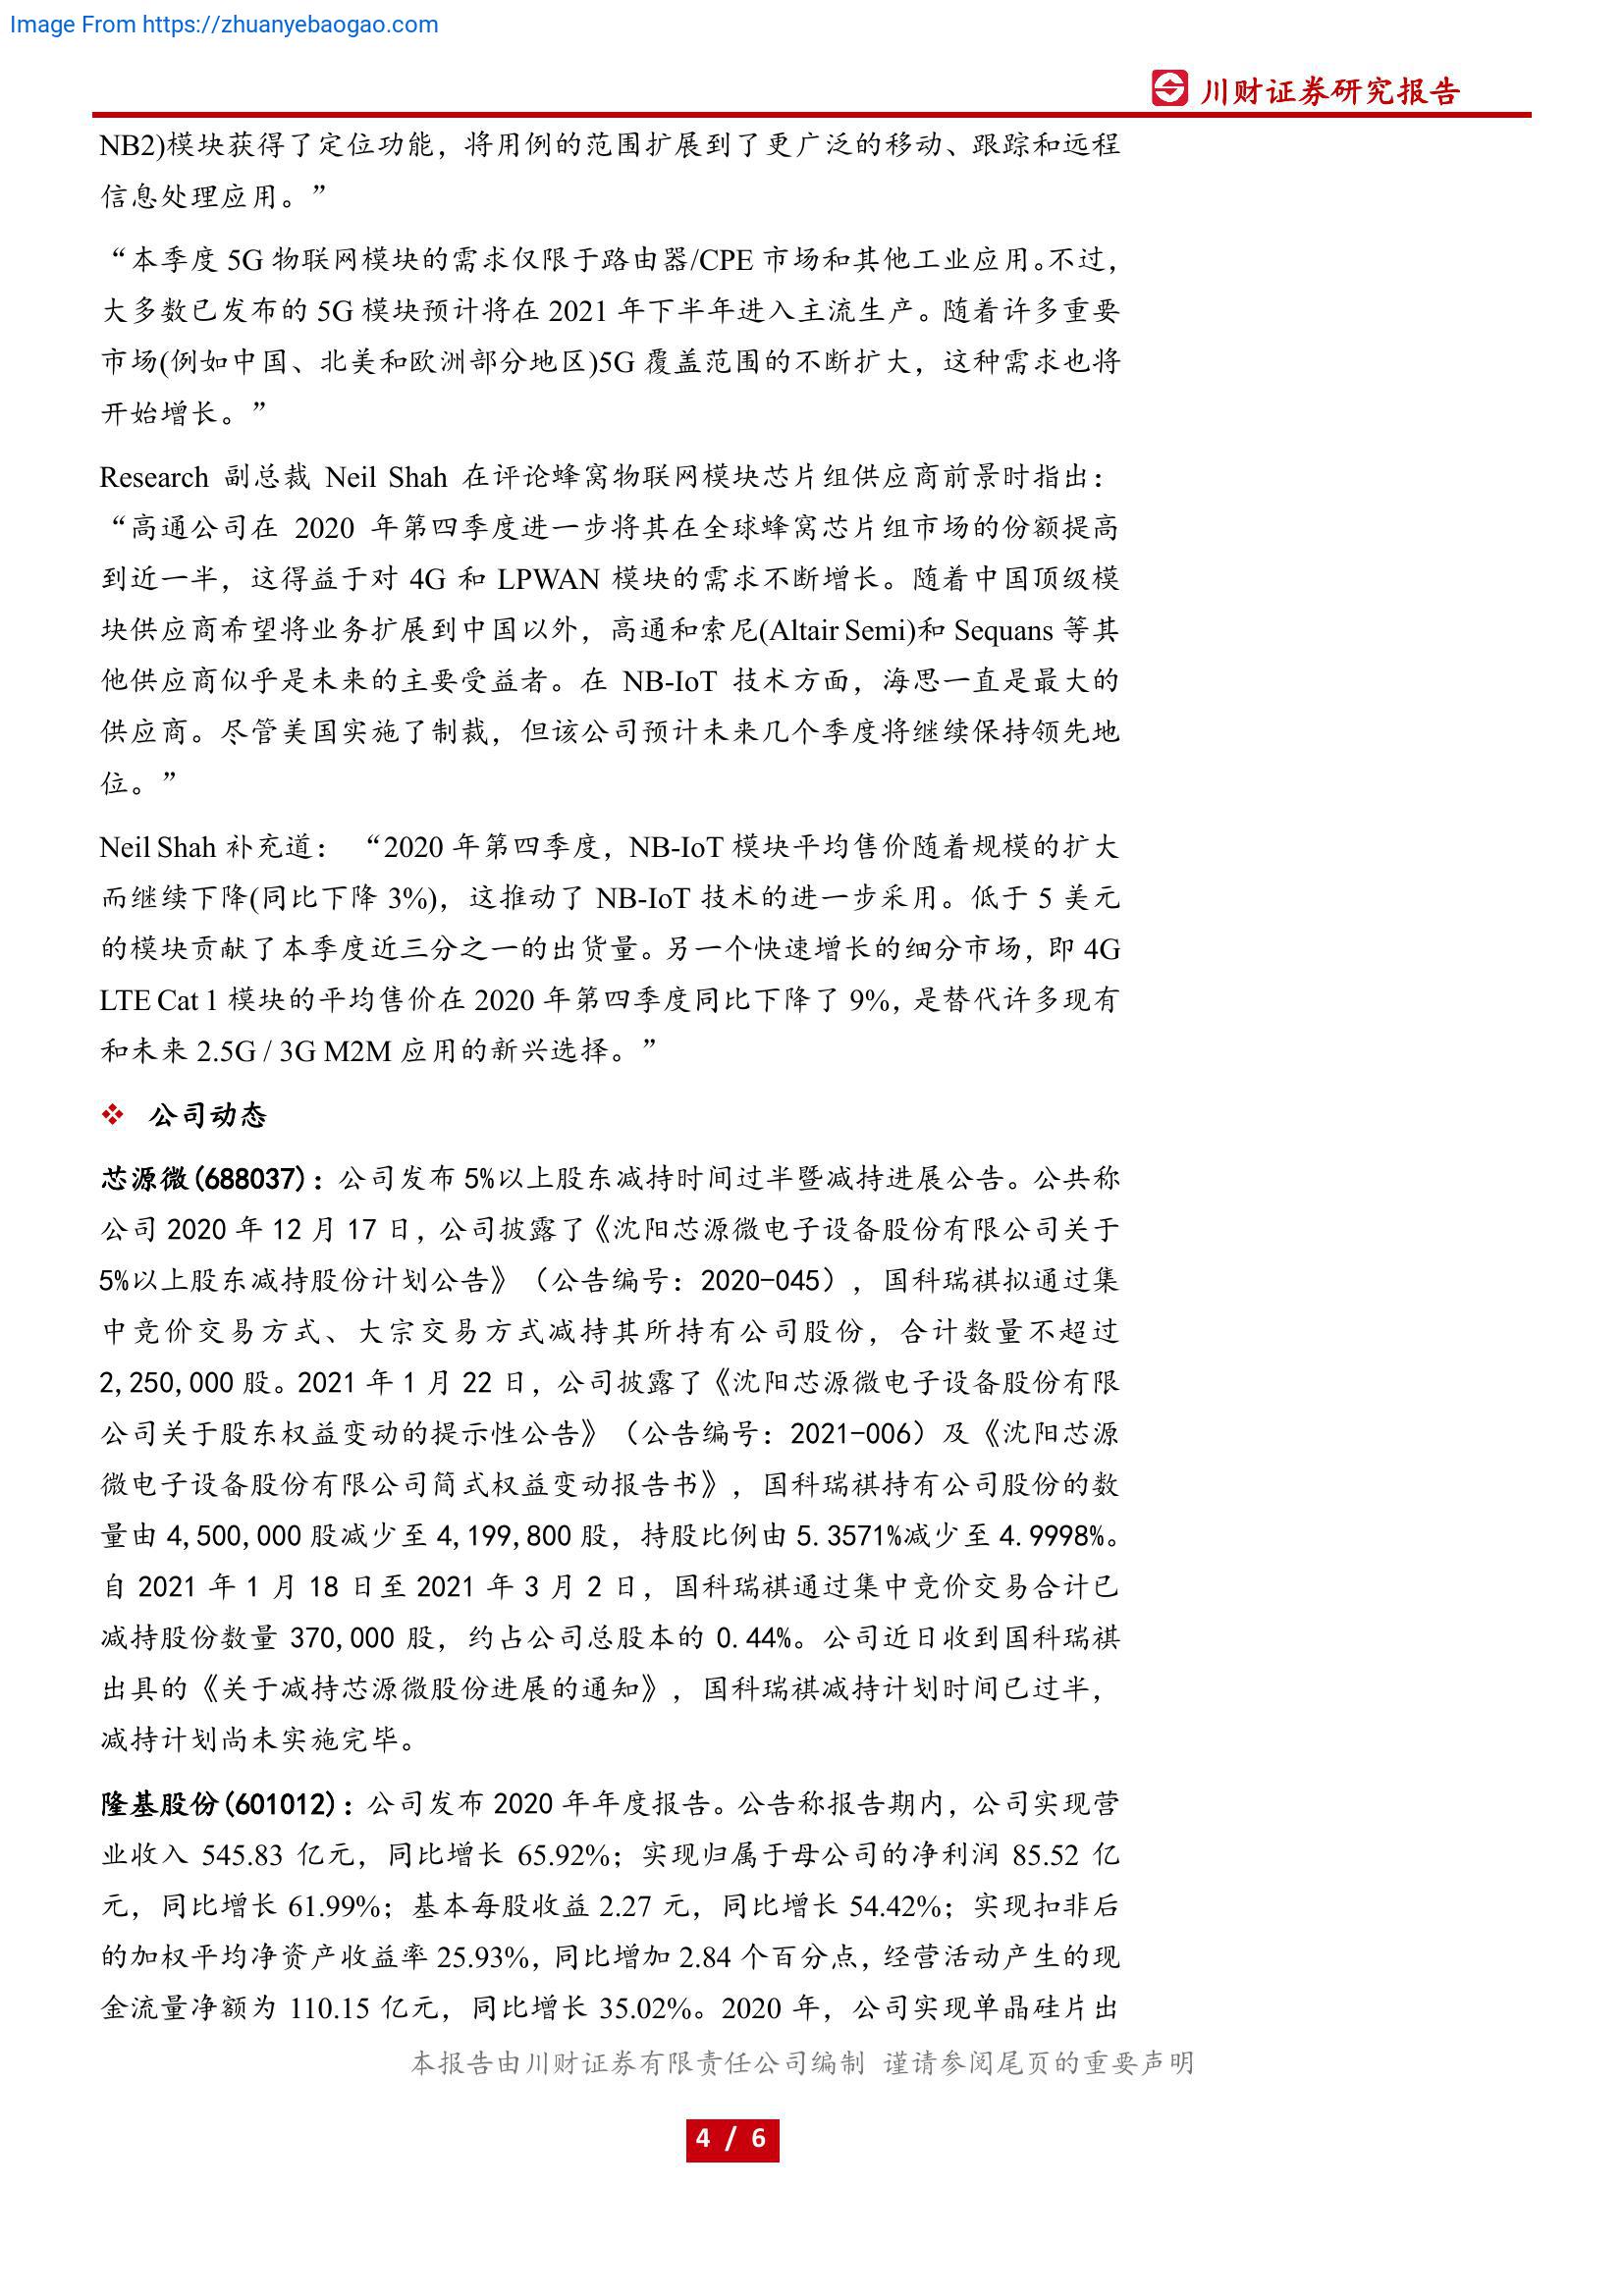 Image From https://zhuanyebaogao.com
川财证券研究报告
NB2)模块获得了定位功能，将用例的范围扩展到了更广泛的移动、跟踪和远程
信息处理应用。”
“本季度 5G 物联网模块的需求仅限于路由器/CPE 市场和其他工业应用。不过，
大多数已发布的 5G 模块预计将在 2021 年下半年进入主流生产。随着许多重要
市场(例如中国、北美和欧洲部分地区)5G 覆盖范围的不断扩大，这种需求也将
开始增长。”
Research 副总裁 Neil Shah 在评论蜂窝物联网模块芯片组供应商前景时指出：
“高通公司在 2020 年第四季度进一步将其在全球蜂窝芯片组市场的份额提高
到近一半，这得益于对 4G 和 LPWAN 模块的需求不断增长。随着中国顶级模
块供应商希望将业务扩展到中国以外，高通和索尼(Altair Semi)和 Sequans 等其
他供应商似乎是未来的主要受益者。在 NB-IoT 技术方面，海思一直是最大的
供应商。尽管美国实施了制裁，但该公司预计未来几个季度将继续保持领先地
位。”
Neil Shah 补充道： “2020 年第四季度，NB-IoT 模块平均售价随着规模的扩大
而继续下降(同比下降 3%)，这推动了 NB-IoT 技术的进一步采用。低于 5 美元
的模块贡献了本季度近三分之一的出货量。另一个快速增长的细分市场，即 4G
LTE Cat 1 模块的平均售价在 2020 年第四季度同比下降了 9%，是替代许多现有
和未来 2.5G / 3G M2M 应用的新兴选择。”
❖ 公司动态
芯源微(688037)：公司发布 5%以上股东减持时间过半暨减持进展公告。公共称
公司 2020 年 12 月 17 日，公司披露了《沈阳芯源微电子设备股份有限公司关于
5%以上股东减持股份计划公告》（公告编号：2020-045），国科瑞祺拟通过集
中竞价交易方式、大宗交易方式减持其所持有公司股份，合计数量不超过
2,250,000 股。2021 年 1 月 22 日，公司披露了《沈阳芯源微电子设备股份有限
公司关于股东权益变动的提示性公告》（公告编号：2021-006）及《沈阳芯源
微电子设备股份有限公司简式权益变动报告书》，国科瑞祺持有公司股份的数
量由 4,500,000 股减少至 4,199,800 股，持股比例由 5.3571%减少至 4.9998%。
自 2021 年 1 月 18 日至 2021 年 3 月 2 日，国科瑞祺通过集中竞价交易合计已
减持股份数量 370,000 股，约占公司总股本的 0.44%。公司近日收到国科瑞祺
出具的《关于减持芯源微股份进展的通知》，国科瑞祺减持计划时间已过半，
减持计划尚未实施完毕。
隆基股份(601012)：公司发布 2020 年年度报告。公告称报告期内，公司实现营
业收入 545.83 亿元，同比增长 65.92%；实现归属于母公司的净利润 85.52 亿
元，同比增长 61.99%；基本每股收益 2.27 元，同比增长 54.42%；实现扣非后
的加权平均净资产收益率 25.93%，同比增加 2.84 个百分点，经营活动产生的现
金流量净额为 110.15 亿元，同比增长 35.02%。2020 年，公司实现单晶硅片出
本报告由川财证券有限责任公司编制 谨请参阅尾页的重要声明
4 / 6